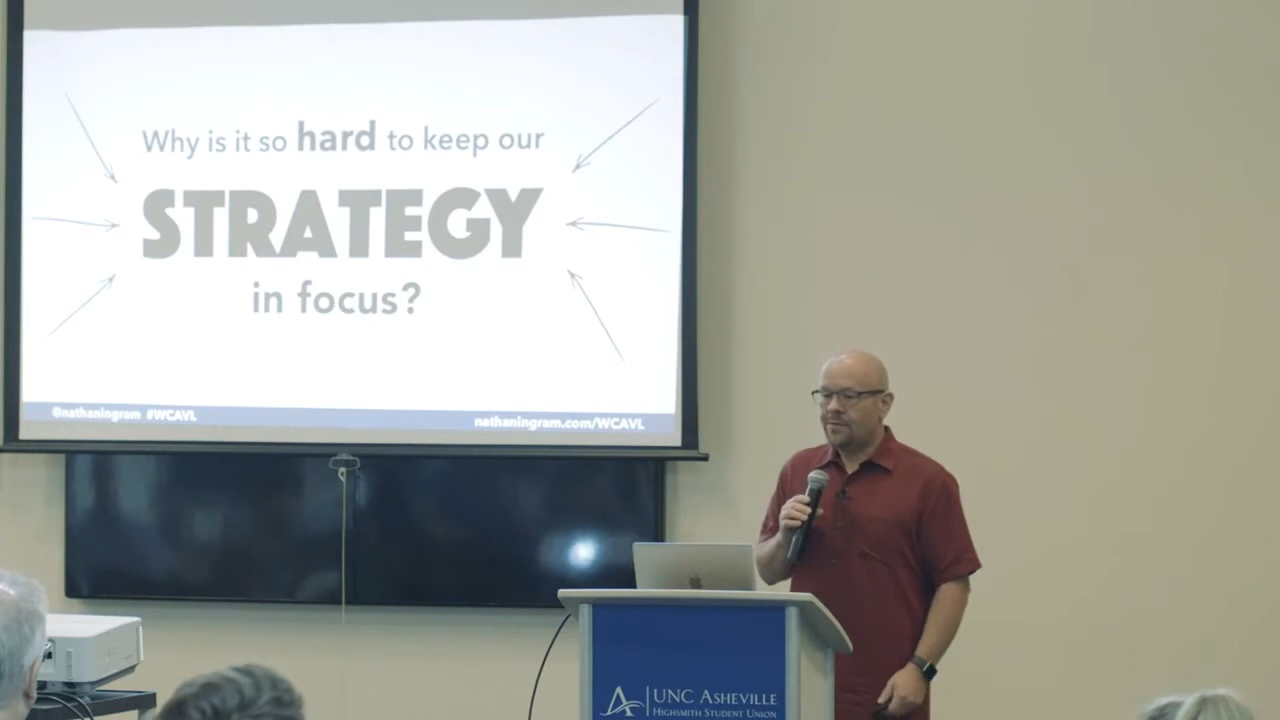 Why is it so hard to keep our
STRATEGY
in focus?
@nathaningram #WCAVL
nathaningram.com/WCAVL
UNC ASHEVILLE
HIGHSMITH STUDENT UNION